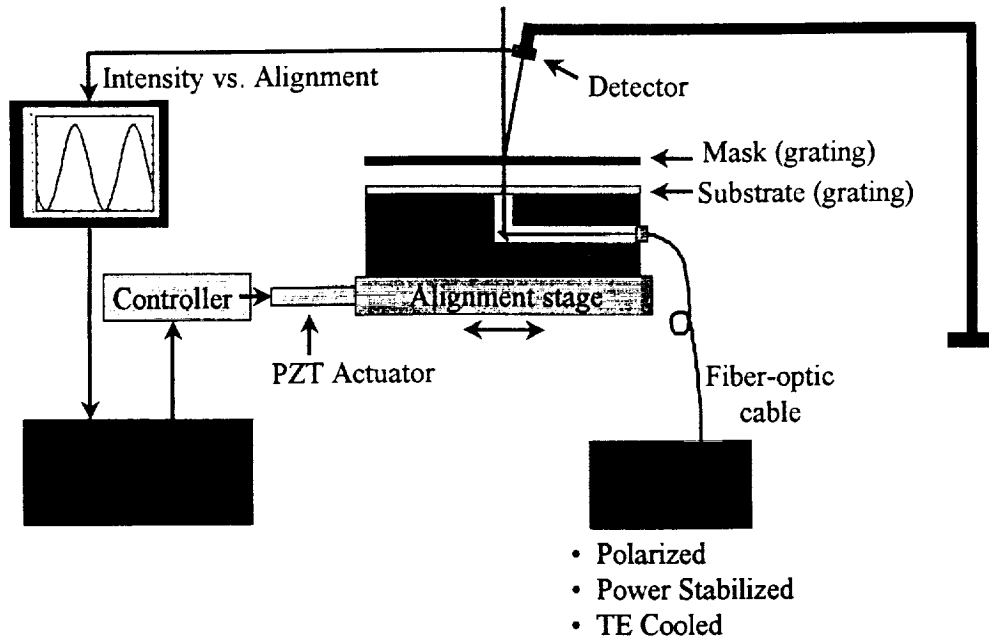 Intensity vs. Alignment
Detector
Mask (grating)
Substrate (grating)
Controller
Alignment stage
PZT Actuator
Fiber-optic
cable
• Polarized
• Power Stabilized
• TE Cooled